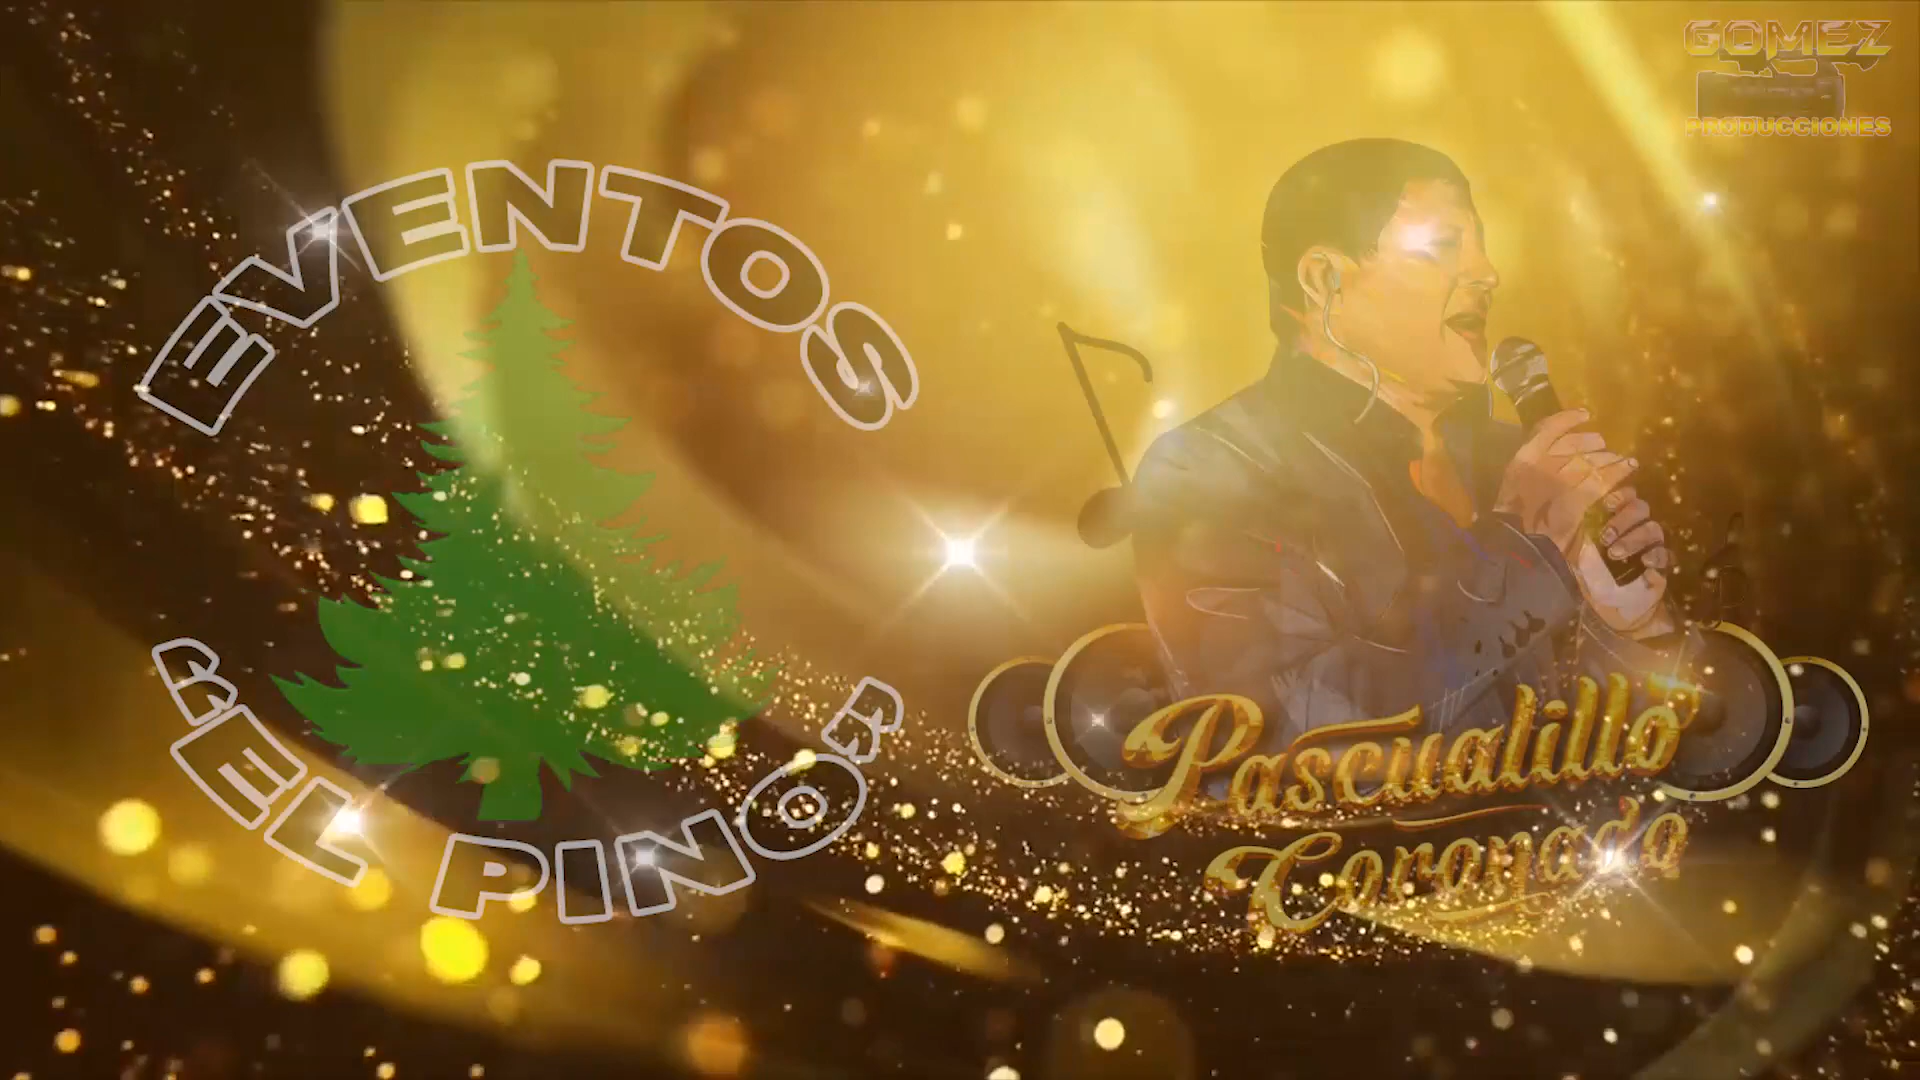 EVENTOS
"EL PINO"
GOMEZ
PRODUCCIONES
Pascualillo
Coronado